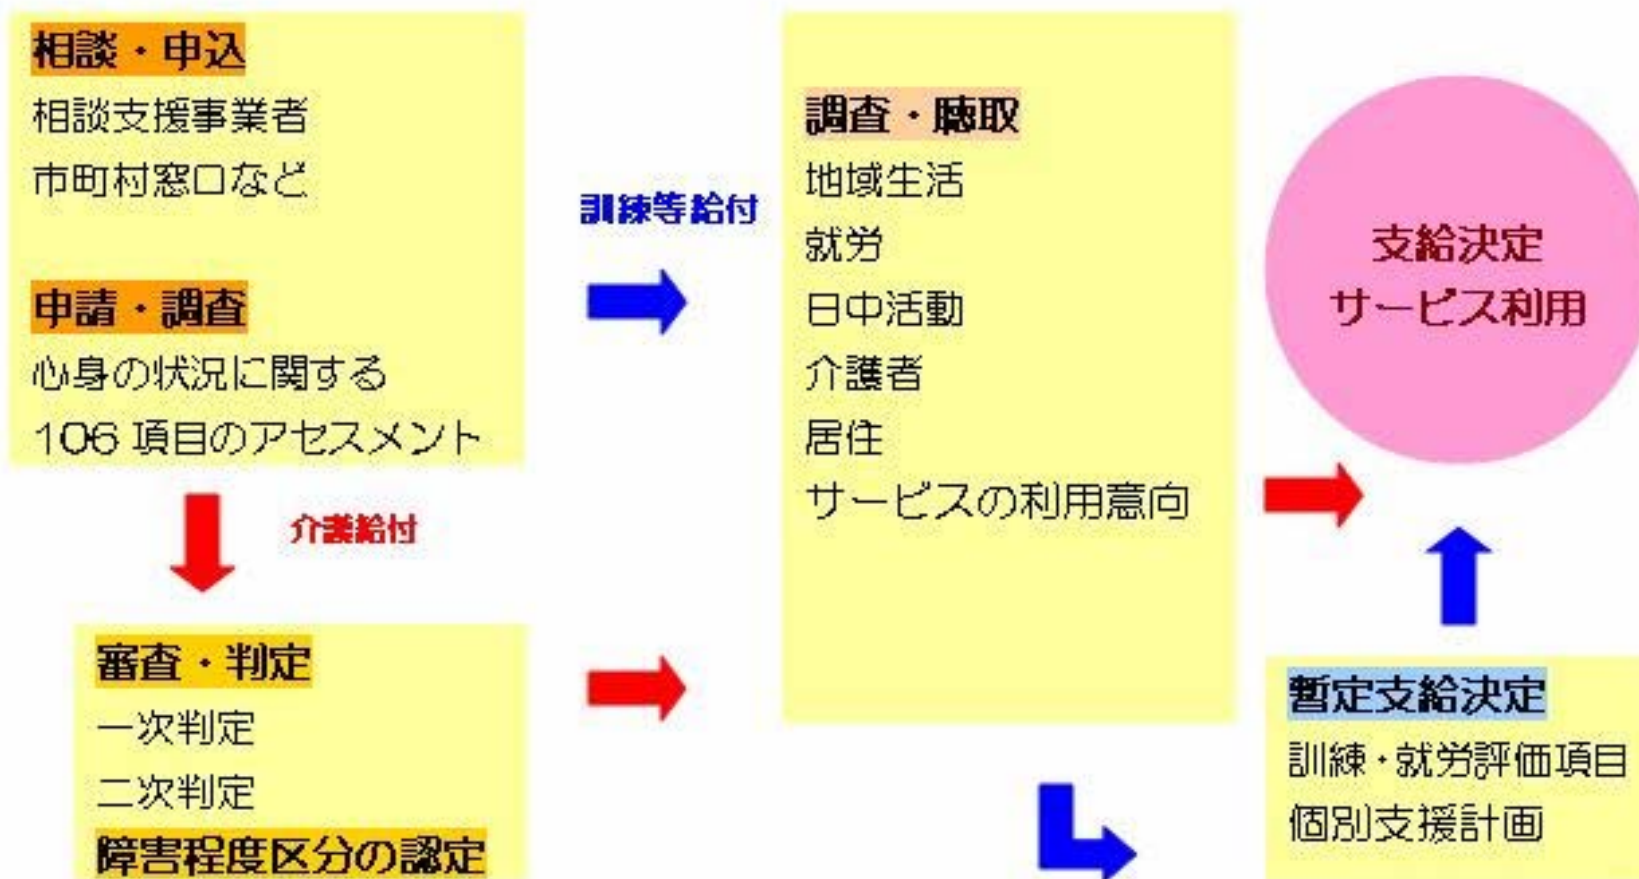 相談・申込
相談支援事業者
市町村窓口など
申請・調査
心身の状況に関する
106項目のアセスメント
訓練等給付
介護給付
審査・判定
一次判定
二次判定
障害程度区分の認定
調査・聴取
地域生活
就労
日中活動
介護者
居住
サービスの利用意向
支給決定
サービス利用
暫定支給決定
訓練・就労評価項目
個別支援計画